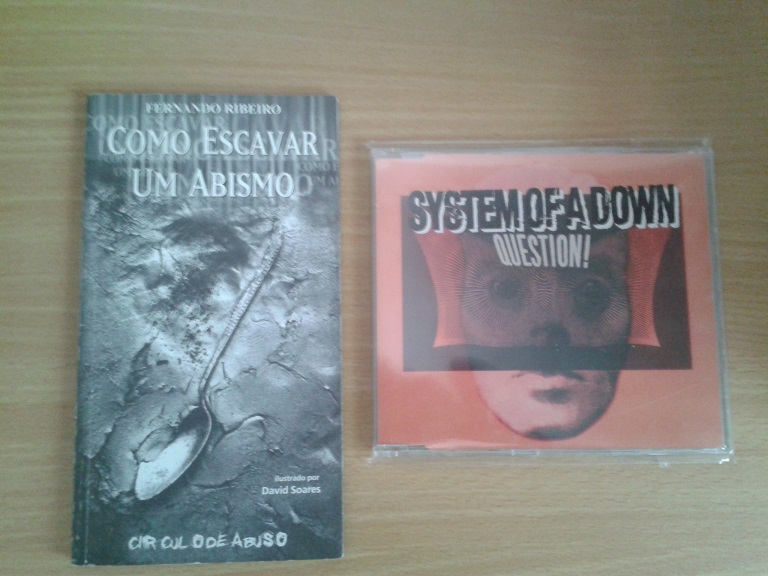 FERNANDO RIBEIRO
COMO ESCAVAR
UM ABISMO
ilustrado por
David Soares
CIRCULO DE ABUSO
SYSTEM OF A DOWN
QUESTION!